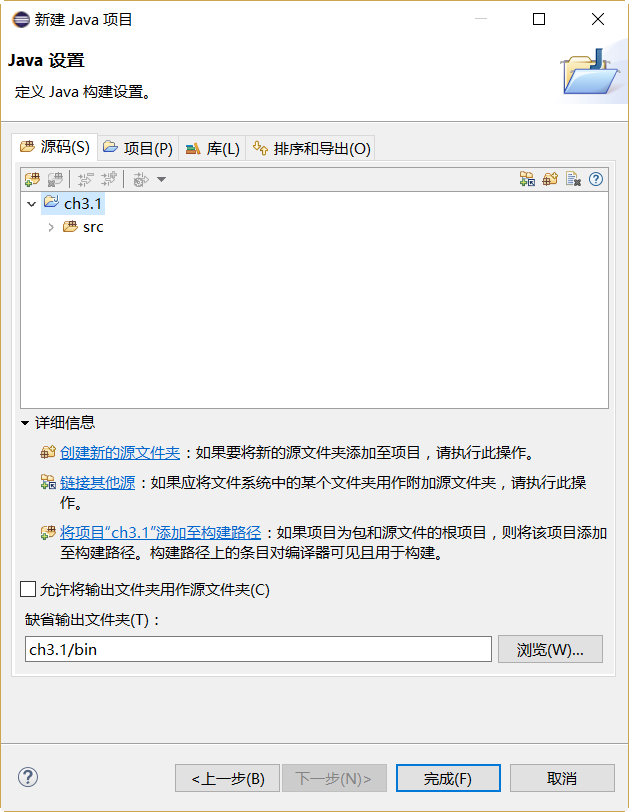 新建 Java 项目
Java 设置
定义 Java 构建设置。
源码(S) 项目(P) 库(L) 排序和导出(O)
ch3.1
src
详细信息
创建新的源文件夹：如果要将新的源文件夹添加至项目，请执行此操作。
链接其他源：如果应将文件系统中的某个文件夹用作附加源文件夹，请执行此操
作。
将项目“ch3.1”添加至构建路径：如果项目为包和源文件的根项目，则将该项目添加
至构建路径。构建路径上的条目对编译器可见且用于构建。
允许将输出文件夹用作源文件夹(C)
缺省输出文件夹(T)：
ch3.1/bin 浏览(W)...
<上一步(B) 下一步(N)> 完成(F) 取消